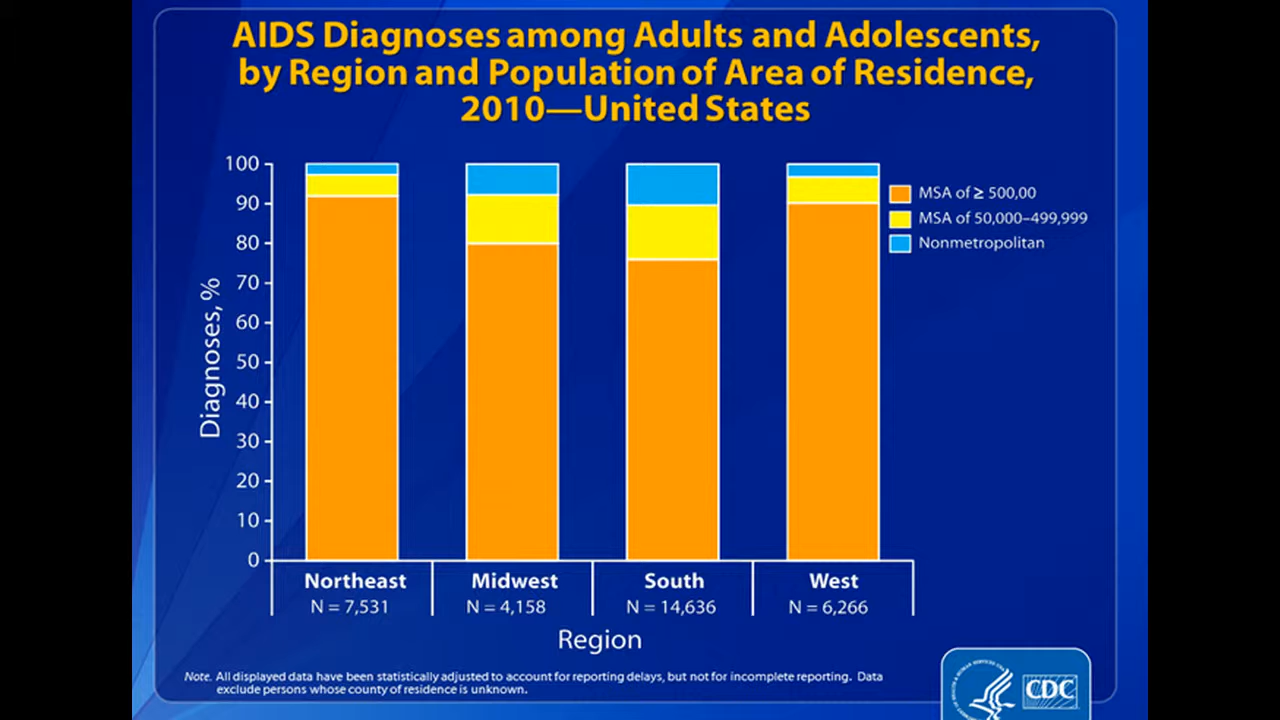 AIDS Diagnoses among Adults and Adolescents,
by Region and Population of Area of Residence,
2010—United States
Diagnoses, %
100
90
80
70
60
50
40
30
20
10
0
MSA of ≥ 500,00
MSA of 50,000–499,999
Nonmetropolitan
Northeast Midwest South West
N = 7,531 N = 4,158 N = 14,636 N = 6,266
Region
Note. All displayed data have been statistically adjusted to account for reporting delays, but not for incomplete reporting. Data
exclude persons whose county of residence is unknown.
CDC